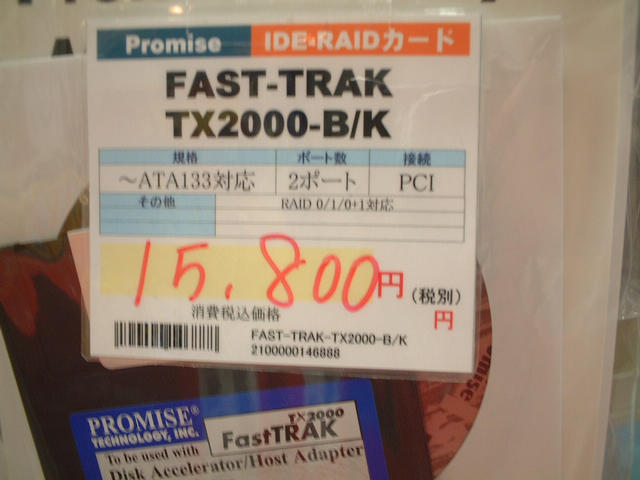 Promise IDE-RAIDカード
FAST-TRAK
TX2000-B/K
規格 ポート数 接続
～ATA133対応 2ポート PCI
その他 RAID 0/1/0+1対応
15.800円 (税別)
消費税込価格 円
FAST-TRAK-TX2000-B/K
2100000146888
PROMISE®
TECHNOLOGY, INC.
TX2000
FastTRAK
To be used with
Disk Accelerator/Host Adapter